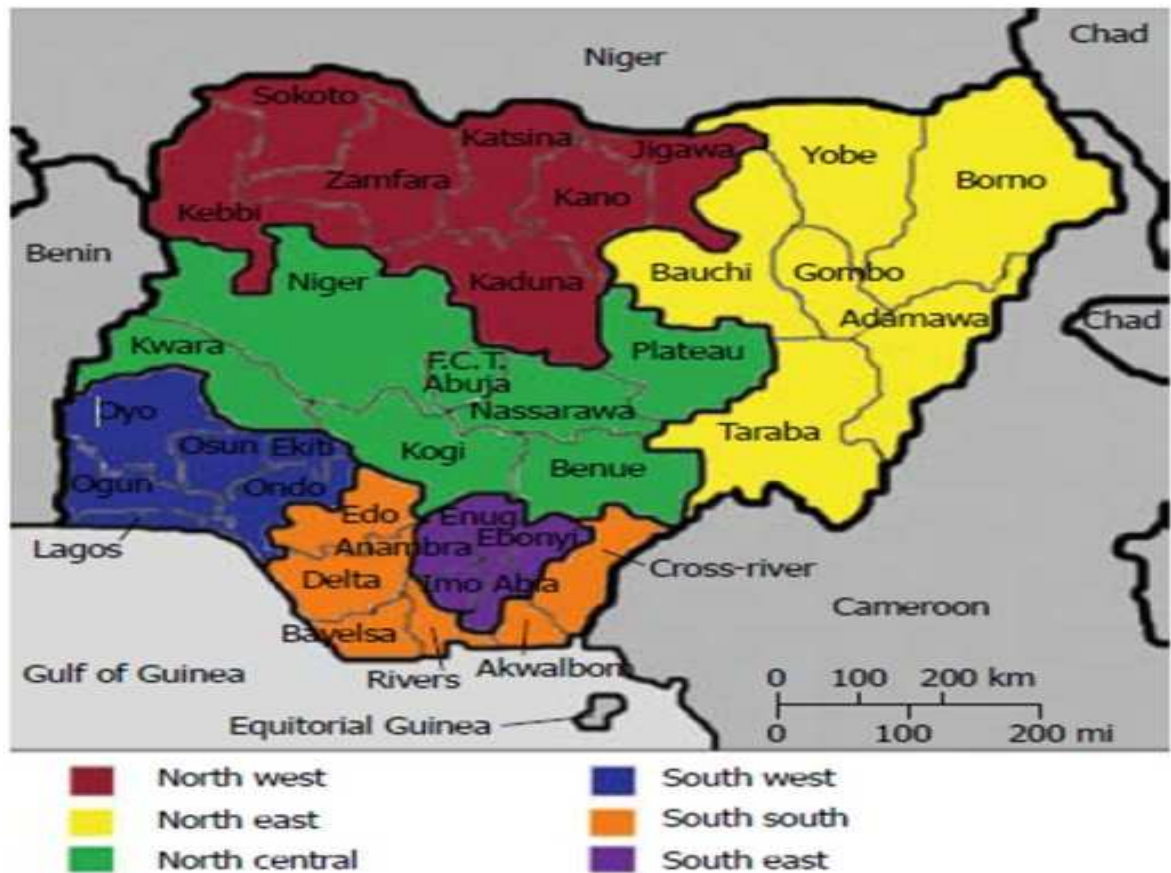 Chad
Niger
Sokoto
Katsina
Jigawa
Yobe
Borno
Zamfara
Kano
Kebbi
Benin
Bauchi
Gombo
Niger
Kaduna
Adamawa
Chad
Kwara
Plateau
F.C.T.
Abuja
Nassarawa
Oyo
Taraba
Osun Ekiti
Kogi
Benue
Ogun
Ondo
Edo
Enug
Ebonyi
Lagos
Anambra
Cross-river
Delta
Imo Abia
Cameroon
Bayelsa
Gulf of Guinea
Rivers
Akwalbom
0 100 200 km
Equitorial Guinea
0 100 200 mi
North west
South west
North east
South south
North central
South east